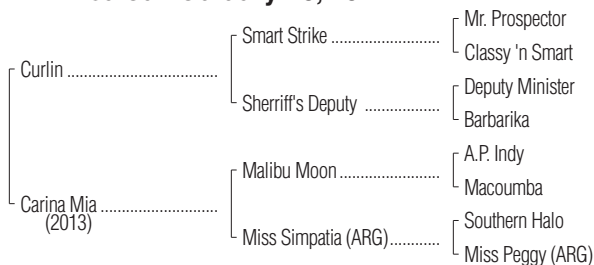 Smart Strike
Mr. Prospector
Classy 'n Smart
Curlin
Sherriff's Deputy
Deputy Minister
Barbarika
Malibu Moon
A.P. Indy
Macoumba
Carina Mia
(2013)
Miss Simpatia (ARG)
Southern Halo
Miss Peggy (ARG)